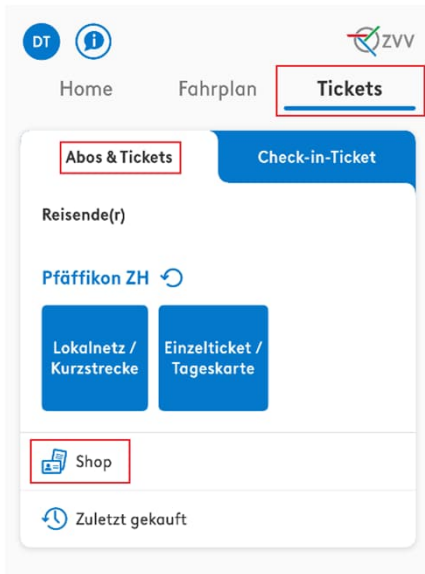 DT
ZVV
Home Fahrplan Tickets
Abos & Tickets Check-in-Ticket
Reisende(r)
Pfäffikon ZH
Lokalnetz /
Kurzstrecke
Einzelticket /
Tageskarte
Shop
Zuletzt gekauft